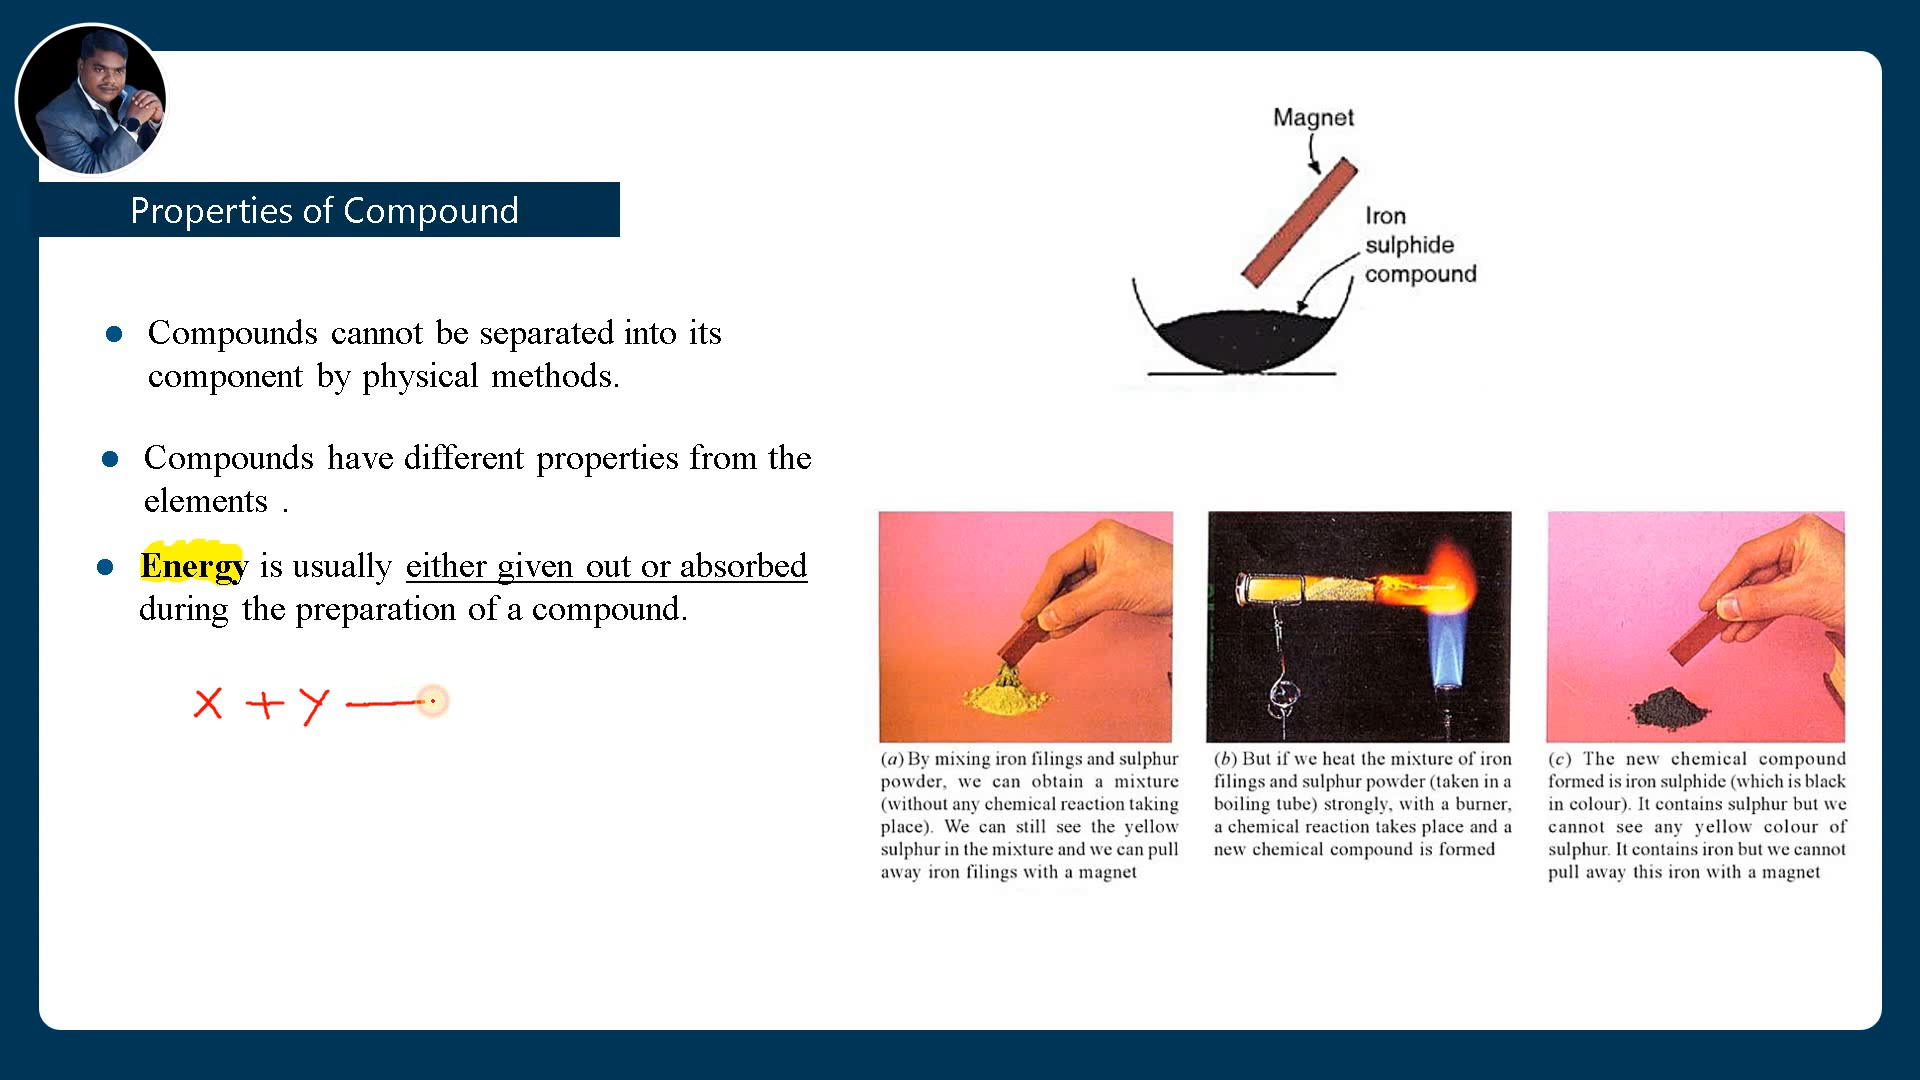 Properties of Compound
Compounds cannot be separated into its
component by physical methods.
Compounds have different properties from the
elements .
Energy is usually either given out or absorbed
during the preparation of a compound.
X + Y —
Magnet
Iron
sulphide
compound
(a) By mixing iron filings and sulphur
powder, we can obtain a mixture
(without any chemical reaction taking
place). We can still see the yellow
sulphur in the mixture and we can pull
away iron filings with a magnet
(b) But if we heat the mixture of iron
filings and sulphur powder (taken in a
boiling tube) strongly, with a burner,
a chemical reaction takes place and a
new chemical compound is formed
(c) The new chemical compound
formed is iron sulphide (which is black
in colour). It contains sulphur but we
cannot see any yellow colour of
sulphur. It contains iron but we cannot
pull away this iron with a magnet